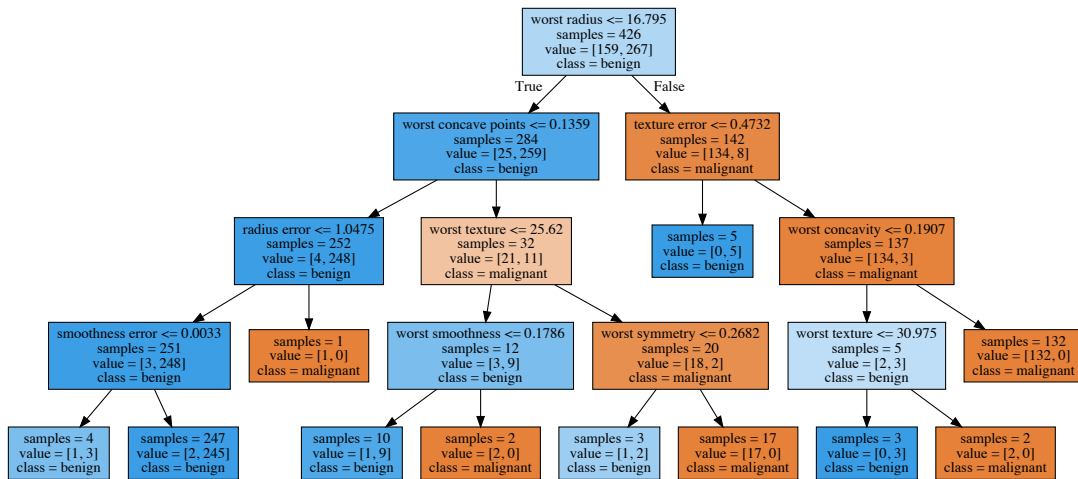 worst radius <= 16.795
samples = 426
value = [159, 267]
class = benign
True
False
worst concave points <= 0.1359
samples = 284
value = [25, 259]
class = benign
texture error <= 0.4732
samples = 142
value = [134, 8]
class = malignant
radius error <= 1.0475
samples = 252
value = [4, 248]
class = benign
worst texture <= 25.62
samples = 32
value = [21, 11]
class = malignant
samples = 5
value = [0, 5]
class = benign
worst concavity <= 0.1907
samples = 137
value = [134, 3]
class = malignant
smoothness error <= 0.0033
samples = 251
value = [3, 248]
class = benign
samples = 1
value = [1, 0]
class = malignant
worst smoothness <= 0.1786
samples = 12
value = [3, 9]
class = benign
worst symmetry <= 0.2682
samples = 20
value = [18, 2]
class = malignant
worst texture <= 30.975
samples = 5
value = [2, 3]
class = benign
samples = 132
value = [132, 0]
class = malignant
samples = 4
value = [1, 3]
class = benign
samples = 247
value = [2, 245]
class = benign
samples = 10
value = [1, 9]
class = benign
samples = 2
value = [2, 0]
class = malignant
samples = 3
value = [1, 2]
class = benign
samples = 17
value = [17, 0]
class = malignant
samples = 3
value = [0, 3]
class = benign
samples = 2
value = [2, 0]
class = malignant